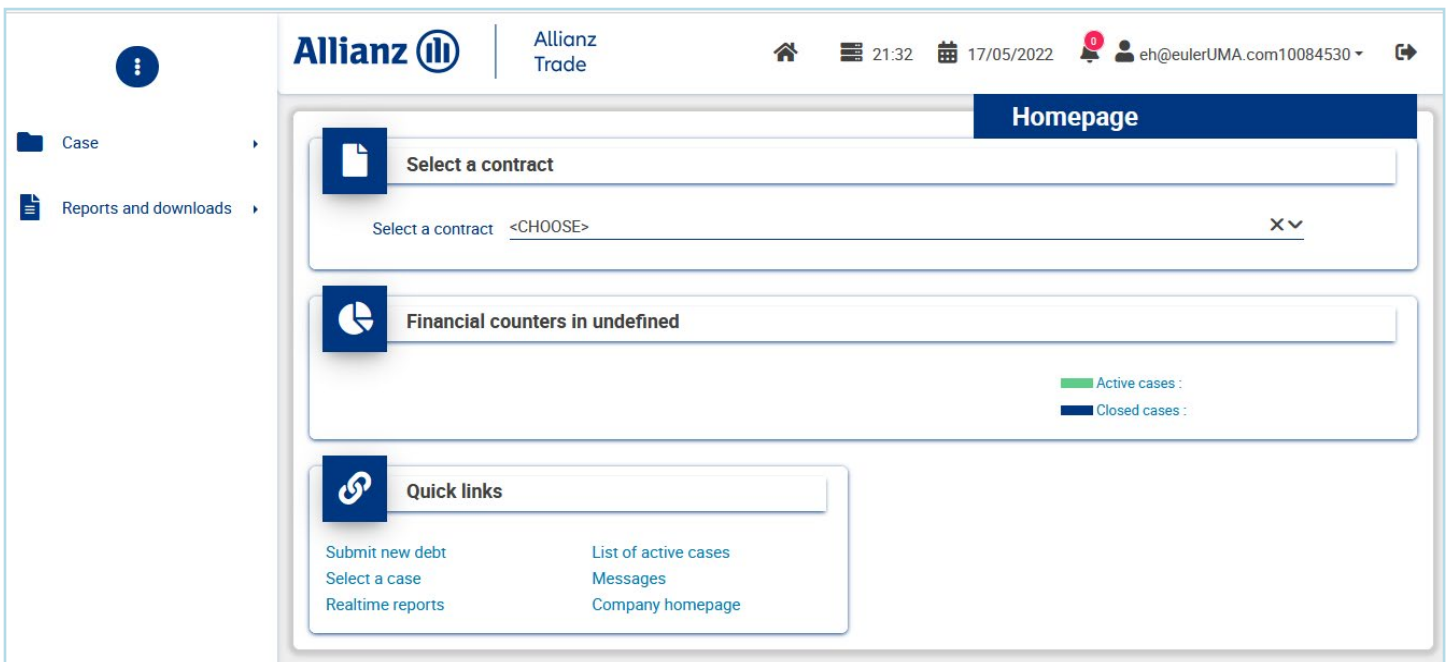 Allianz
Allianz
Trade
21:32
17/05/2022
0
eh@eulerUMA.com10084530
Homepage
Case
Reports and downloads
Select a contract
Select a contract <CHOOSE>
Financial counters in undefined
Active cases :
Closed cases :
Quick links
Submit new debt
List of active cases
Select a case
Messages
Realtime reports
Company homepage